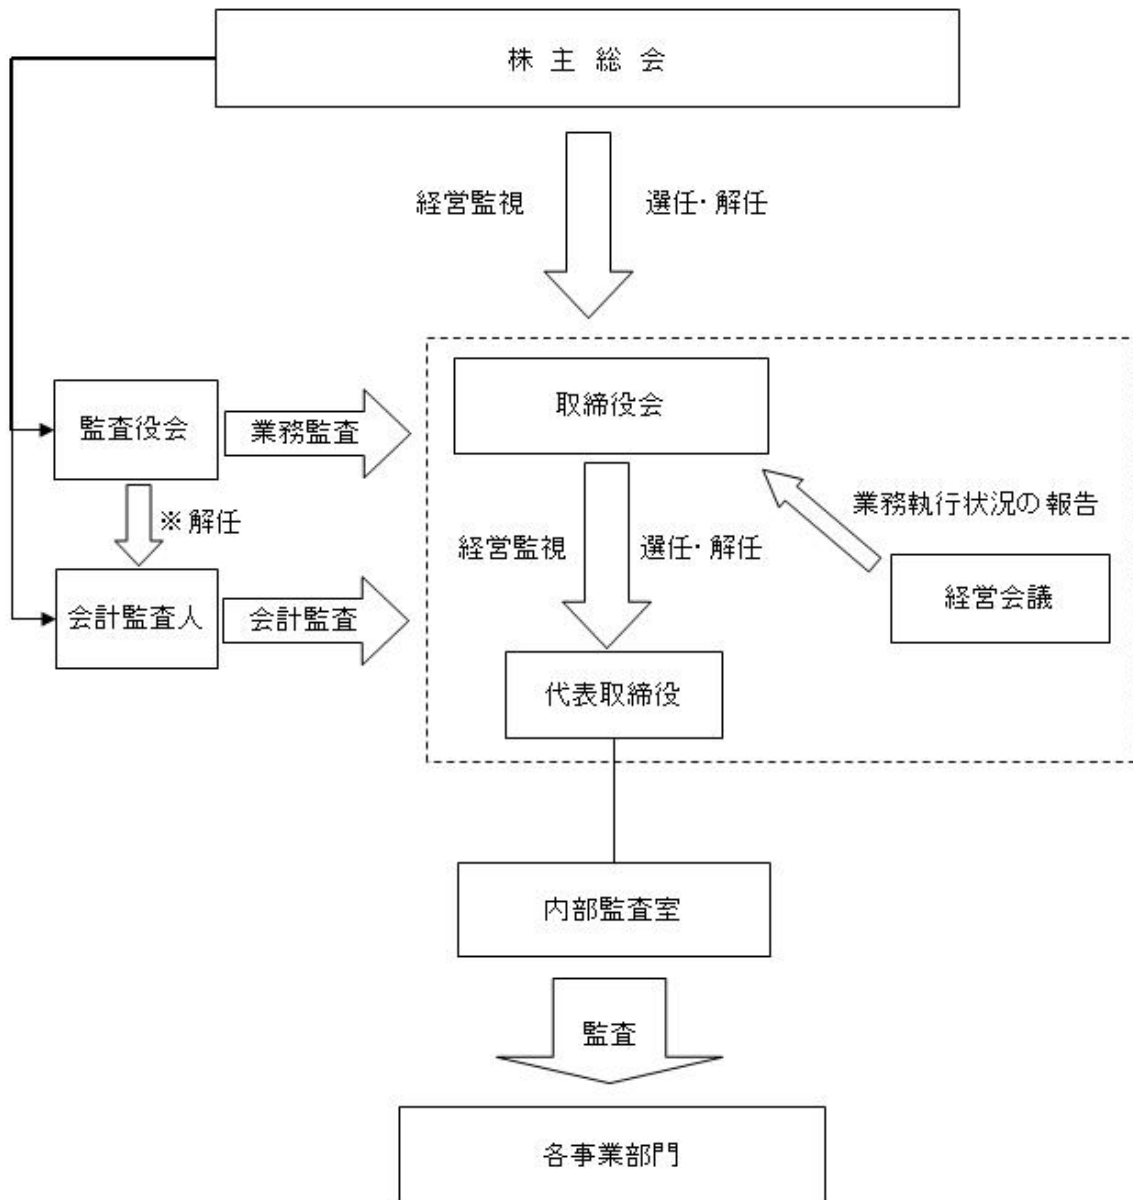 株 主 総 会
経営監視
選任・解任
取締役会
監査役会
業務監査
業務執行状況の報告
※解任
経営監視
選任・解任
会計監査人
会計監査
経営会議
代表取締役
内部監査室
監査
各事業部門